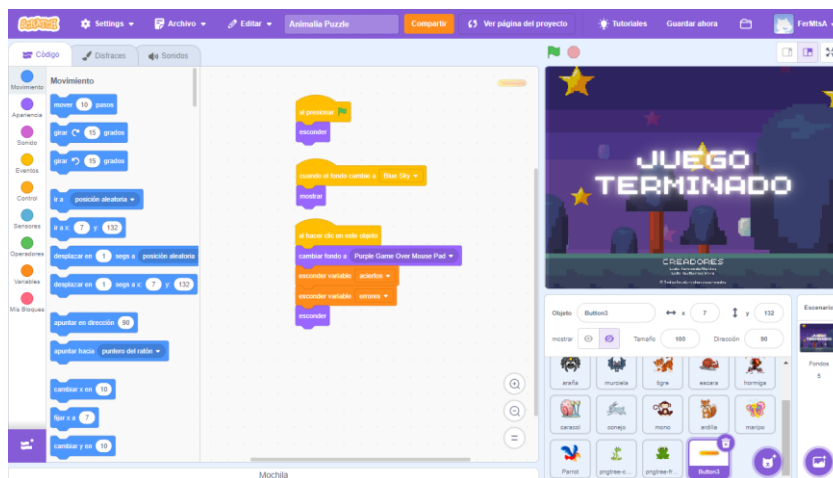 SCRATCH Settings Archivo Editar Animalia Puzzle Compartir Ver página del proyecto Tutoriales Guardar ahora FerMtsA
Código Disfraces Sonidos
Movimiento
Apariencia
Sonido
Eventos
Control
Sensores
Operadores
Variables
Mis Bloques
Movimiento
mover 10 pasos
girar 15 grados
girar 15 grados
ir a posición aleatoria
ir a x: 7 y: 132
desplazar en 1 segs a posición aleatoria
desplazar en 1 segs a x: 7 y: 132
apuntar en dirección 90
apuntar hacia puntero del ratón
cambiar x en 10
fijar x a 7
cambiar y en 10
al presionar
esconder
cuando el fondo cambie a Blue Sky
mostrar
al hacer clic en este objeto
cambiar fondo a Purple Game Over Mouse Pad
esconder variable aciertos
esconder variable errores
esconder
Mochila
JUEGO
TERMINADO
CREADORES
Objeto Button3 x 7 y 132
mostrar Tamaño 100 Dirección 90
araña murciela tigre escara hormiga
caracol conejo mono ardilla maripo
Parrot pngtree-c... pngtree-fr... Button3
Escenario
Fondos
5